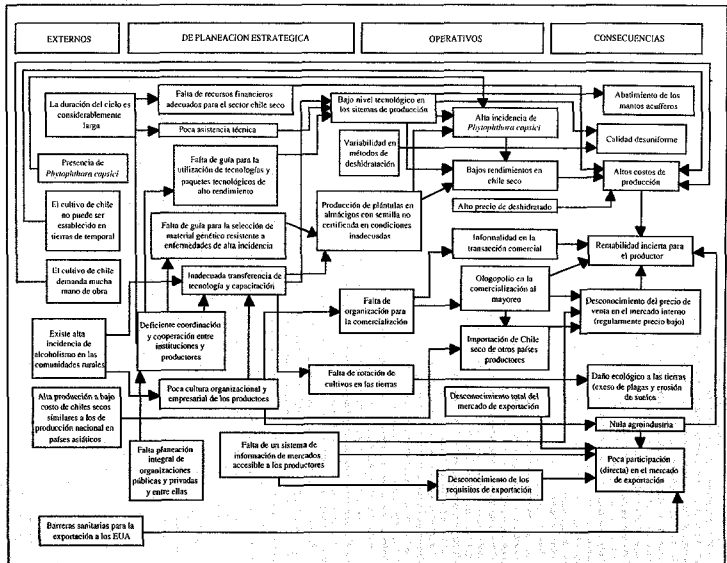 EXTERNOS
DE PLANEACION ESTRATEGICA
OPERATIVOS
CONSECUENCIAS
La duración del ciclo es
considerablemente
larga
Presencia de
Phytophthora capsici
El cultivo de chile
no puede ser
establecido en
tierras de temporal
El cultivo de chile
demanda mucha
mano de obra
Existe alta
incidencia de
alcoholismo en las
comunidades rurales
Alta producción a bajo
costo de chiles secos
similares a los de
producción nacional en
países asiáticos
Barreras sanitarias para la
exportación a los EUA
Falta de recursos financieros
adecuados para el sector chile seco
Poca asistencia técnica
Falta de guía para la
utilización de tecnologías y
paquetes tecnológicos de
alto rendimiento
Falta de guía para la selección de
material genético resistente a
enfermedades de alta incidencia
Inadecuada transferencia de
tecnología y capacitación
Deficiente coordinación
y cooperación entre
instituciones y
productores
Poca cultura organizacional y
empresarial de los productoes
Falta planeación
integral de
organizaciones
públicas y privadas
y entre ellas
Bajo nivel tecnológico en
los sitemas de producción
Variabilidad en
métodos de
deshidratación
Producción de plántulas en
almácigos con semilla no
certificada en condiciones
inadecuadas
Falta de
organización para
la comercialización
Falta de rotación de
cultivos en las tierras
Falta de un sistema de
información de mercados
accesible a los productores
Alta incidencia de
Phytophthora capsici
Bajos rendimientos en
chile seco
Alto precio de deshidratado
Informalidad en la
transacción comercial
Ologopolio en la
comercialización al
mayoreo
Importación de Chile
seco de otros países
productores
Desconocimiento total del
mercado de exportación
Desconocimiento de los
requisitos de exportación
Abatimiento de los
mantos acuíferos
Calidad desuniforme
Altos costos de
producción
Rentabilidad incierta para
el productor
Desconocimiento del precio de
venta en el mercado interno
(regularmente precio bajo)
Daño ecológico a las tierras
(exeso de plagas y erosión
de suelos
Nula agroindustria
Poca participación
(directa) en el mercado
de exportación